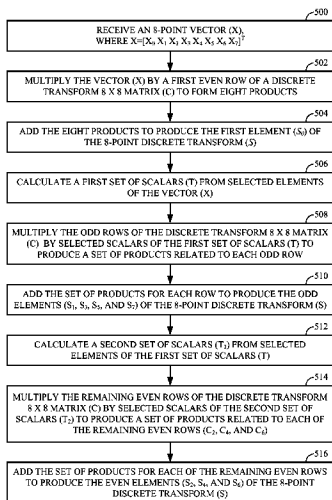 500
RECEIVE AN 8-POINT VECTOR (X),
WHERE X=[X₀ X₁ X₂ X₃ X₄ X₅ X₆ X₇]ᵀ
502
MULTIPLY THE VECTOR (X) BY A FIRST EVEN ROW OF A DISCRETE
TRANSFORM 8 X 8 MATRIX (C) TO FORM EIGHT PRODUCTS
504
ADD THE EIGHT PRODUCTS TO PRODUCE THE FIRST ELEMENT (S₀) OF
THE 8-POINT DISCRETE TRANSFORM (S)
506
CALCULATE A FIRST SET OF SCALARS (T) FROM SELECTED ELEMENTS
OF THE VECTOR (X)
508
MULTIPLY THE ODD ROWS OF THE DISCRETE TRANSFORM 8 X 8 MATRIX
(C) BY SELECTED SCALARS OF THE FIRST SET OF SCALARS (T) TO
PRODUCE A SET OF PRODUCTS RELATED TO EACH ODD ROW
510
ADD THE SET OF PRODUCTS FOR EACH ROW TO PRODUCE THE ODD
ELEMENTS (S₁, S₃, S₅, AND S₇) OF THE 8-POINT DISCRETE TRANSFORM (S)
512
CALCULATE A SECOND SET OF SCALARS (T₂) FROM SELECTED
ELEMENTS OF THE FIRST SET OF SCALARS (T)
514
MULTIPLY THE REMAINING EVEN ROWS OF THE DISCRETE TRANSFORM
8 X 8 MATRIX (C) BY SELECTED SCALARS OF THE SECOND SET OF
SCALARS (T₂) TO PRODUCE A SET OF PRODUCTS RELATED TO EACH OF
THE REMAINING EVEN ROWS (C₂, C₄, AND C₆)
516
ADD THE SET OF PRODUCTS FOR EACH OF THE REMAINING ROWS
TO PRODUCE THE EVEN ELEMENTS (S₂, S₄, AND S₆) OF THE 8-POINT
DISCRETE TRANSFORM (S)